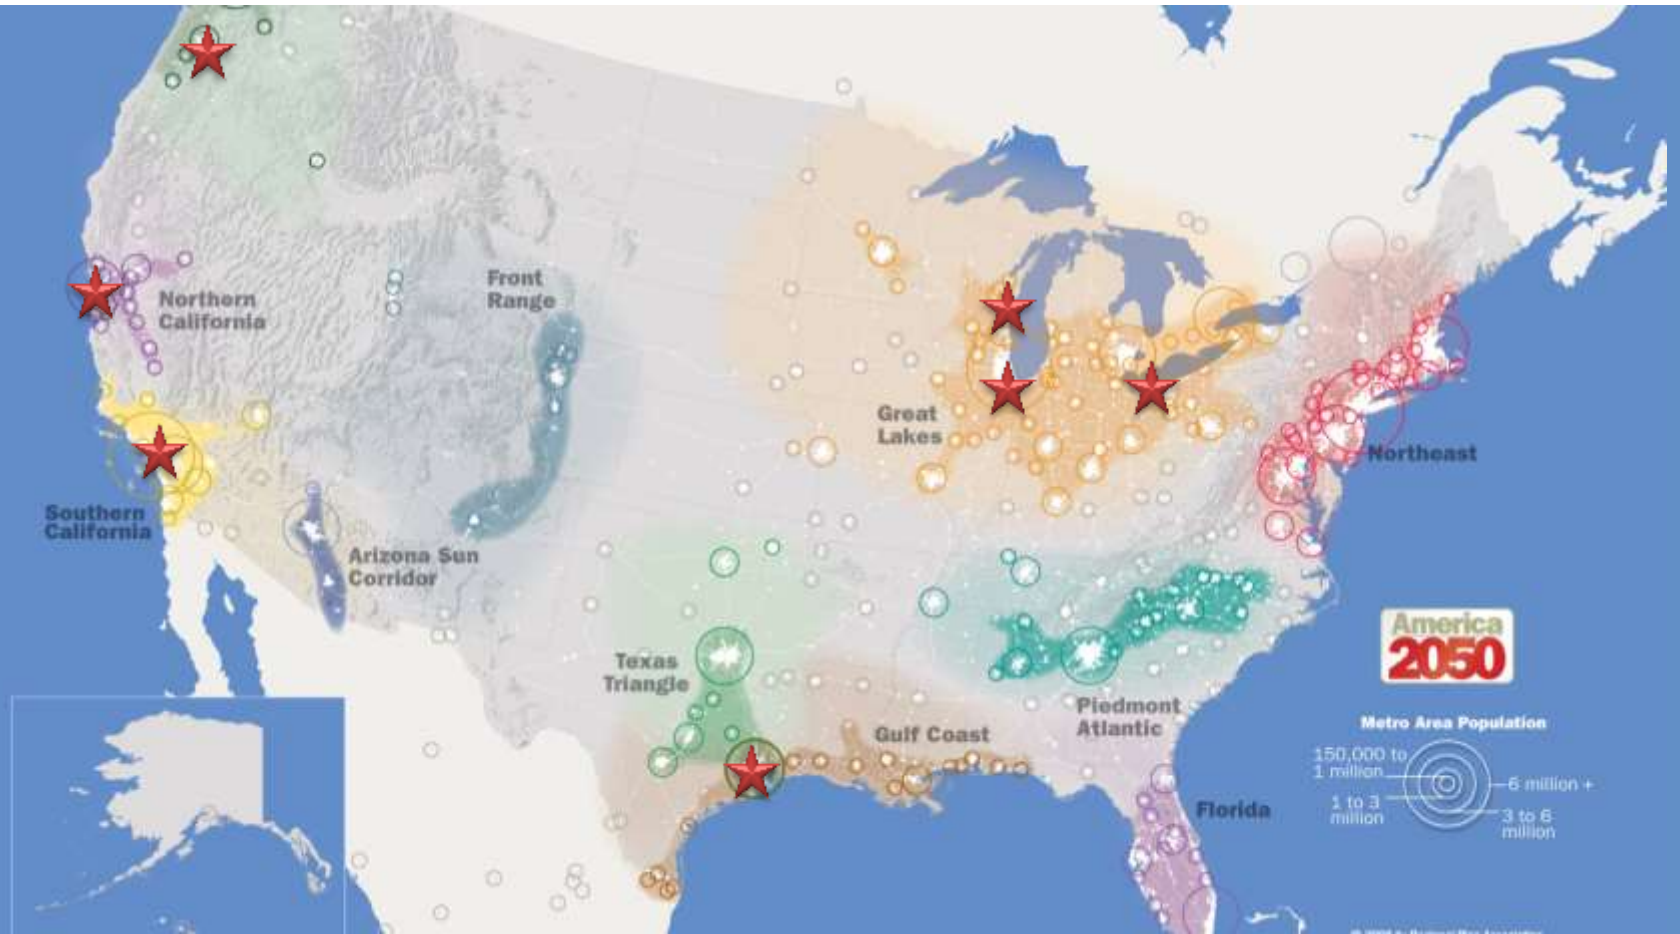 Front
Range
Northern
California
Great
Lakes
Northeast
Southern
California
Arizona Sun
Corridor
Texas
Triangle
America
2050
Piedmont
Atlantic
Gulf Coast
Metro Area Population
150,000 to
1 million
6 million +
1 to 3
million
3 to 6
million
Florida